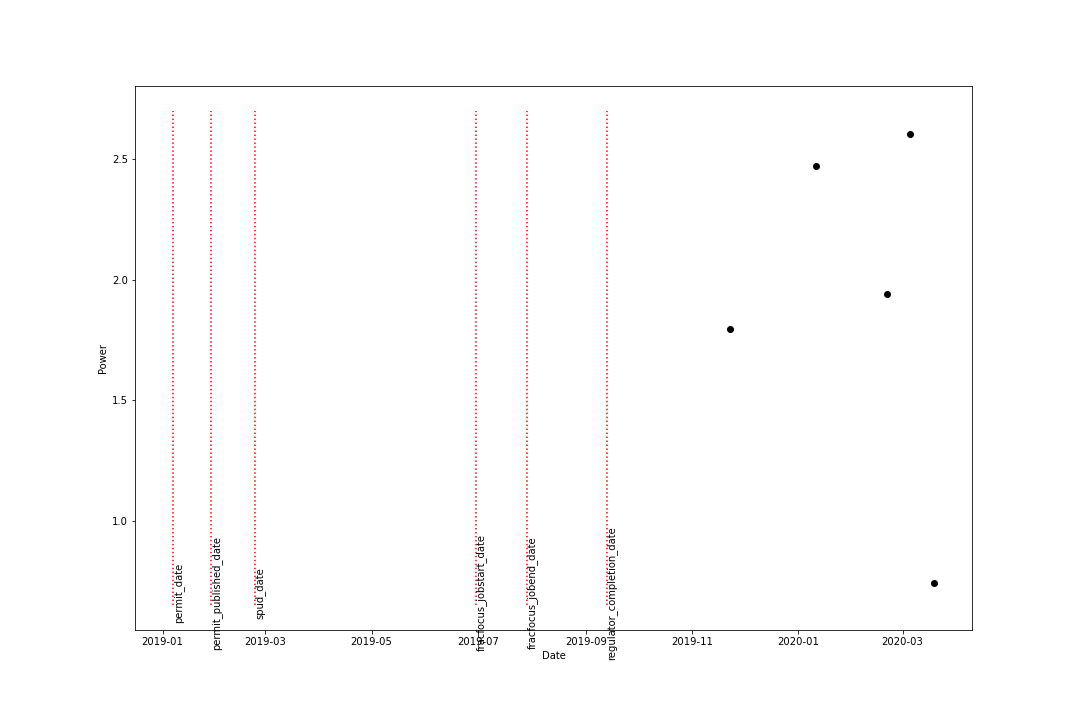 2.5
2.0
1.5
1.0
Power
permit_date
permit_published_date
spud_date
fracfocus_jobstart_date
fracfocus_jobend_date
regulator_completion_date
2019-01
2019-03
2019-05
2019-07
2019-09
2019-11
2020-01
2020-03
Date